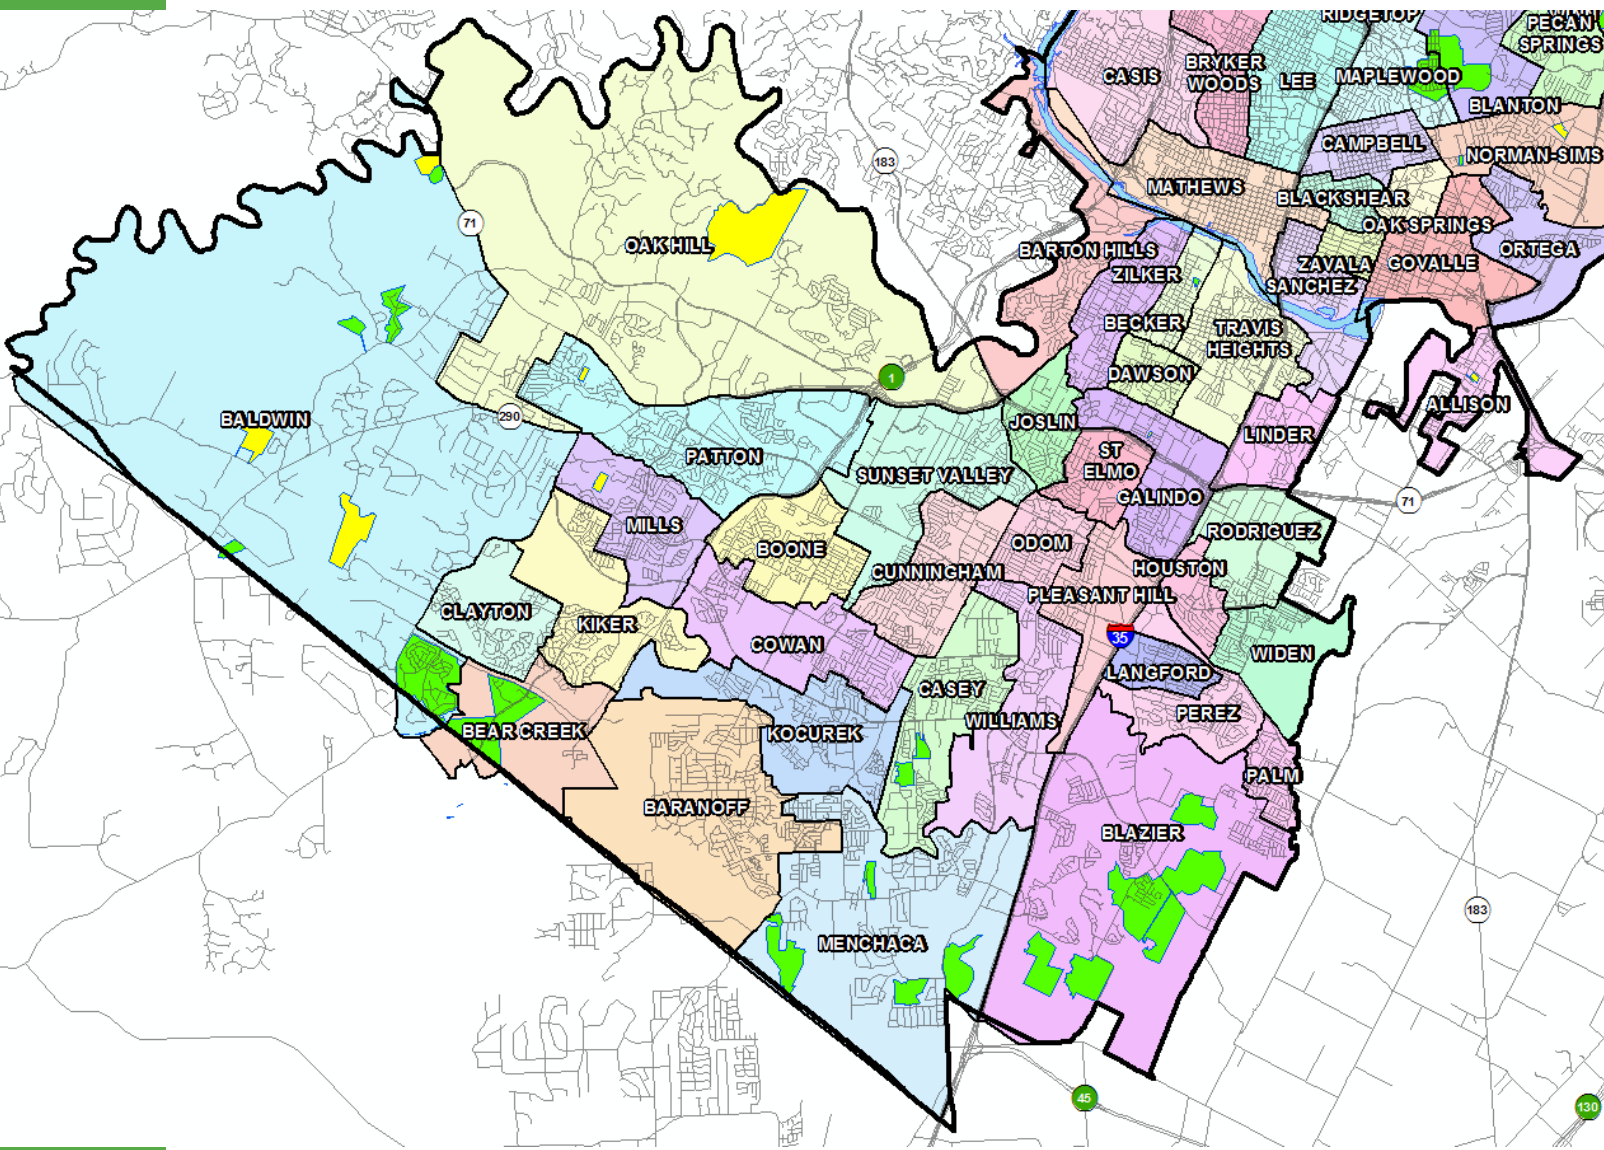 RIDGETOP
PECAN
SPRINGS
CASIS
BRYKER
WOODS
LEE
MAPLEWOOD
BLANTON
CAMPBELL
NORMAN-SIMS
183
MATHEWS
BLACKSHEAR
OAK SPRINGS
71
OAK HILL
BARTON HILLS
ZILKER
ZAVALA
GOVALLE
ORTEGA
SANCHEZ
BECKER
TRAVIS
HEIGHTS
DAWSON
1
ALLISON
290
BALDWIN
JOSLIN
LINDER
PATTON
ST
ELMO
SUNSET VALLEY
GALINDO
71
MILLS
RODRIGUEZ
BOONE
ODOM
CUNNINGHAM
HOUSTON
PLEASANT HILL
CLAYTON
KIKER
35
COWAN
WIDEN
LANGFORD
CASEY
PEREZ
WILLIAMS
BEAR CREEK
KOCUREK
PALM
BARANOFF
BLAZIER
183
MENCHACA
45
130